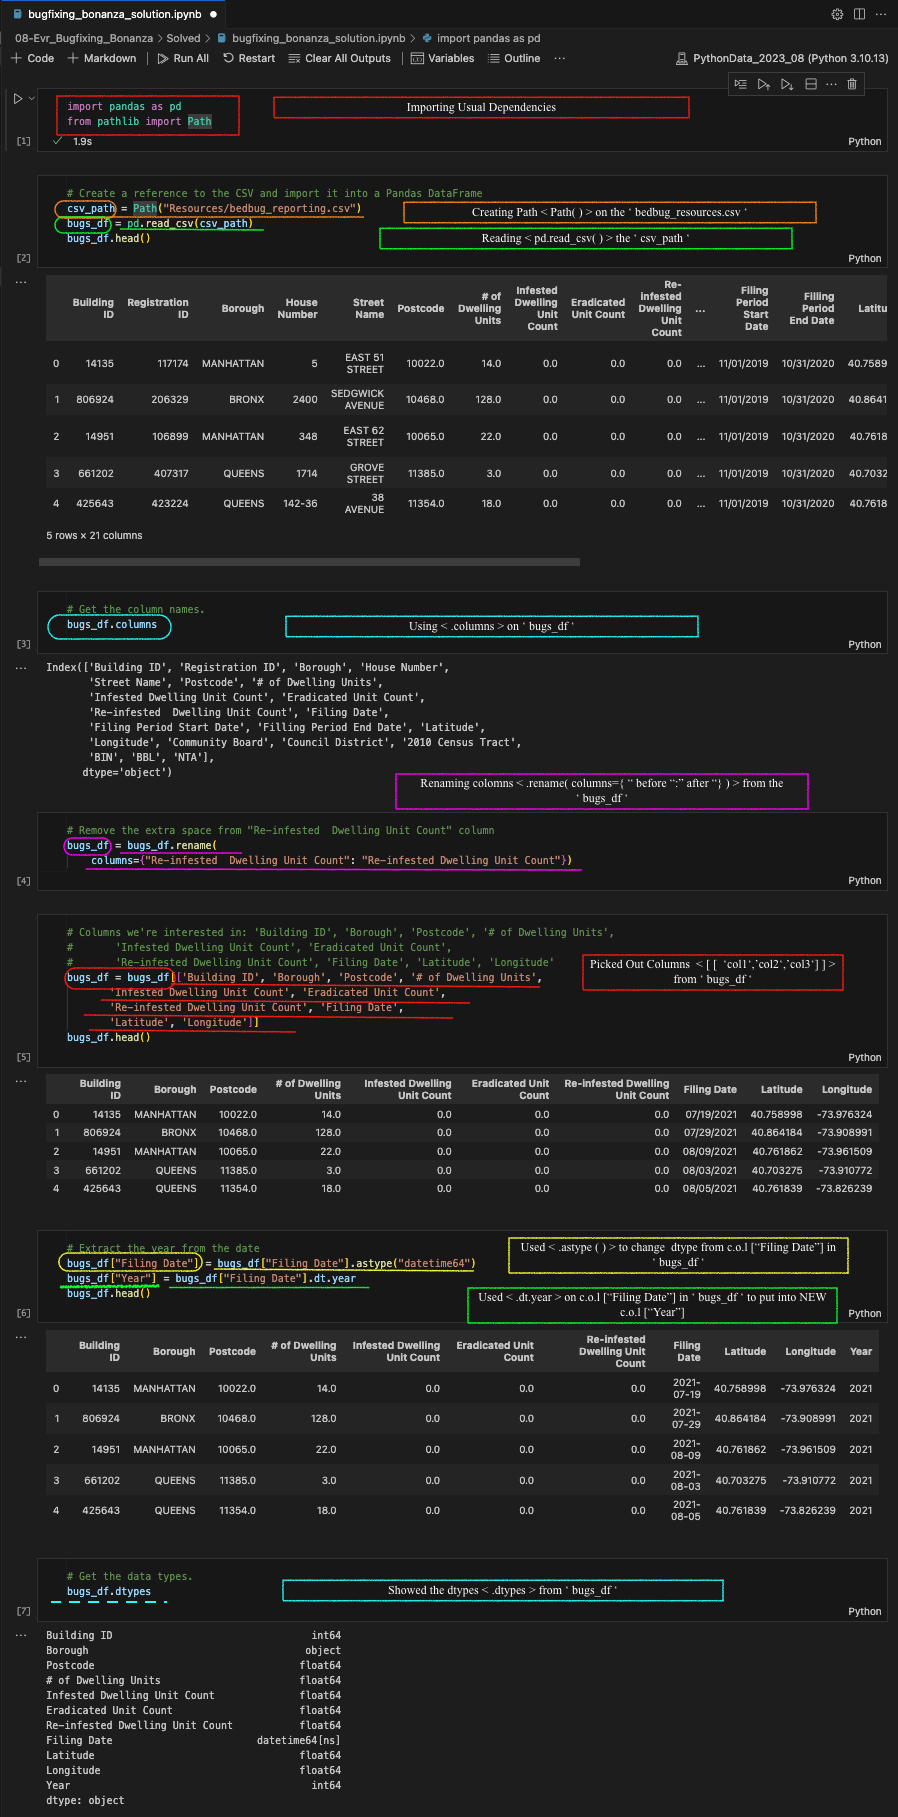 bugfixing_bonanza_solution.ipynb ●
08-Evr_Bugfixing_Bonanza > Solved > bugfixing_bonanza_solution.ipynb > import pandas as pd
+ Code + Markdown | Run All Restart Clear All Outputs | Variables Outline ... PythonData_2023_08 (Python 3.10.13)
import pandas as pd
from pathlib import Path
Importing Usual Dependencies
[1] ✓ 1.9s Python
# Create a reference to the CSV and import it into a Pandas DataFrame
csv_path = Path("Resources/bedbug_reporting.csv")
Creating Path < Path( ) > on the ‘ bedbug_resources.csv ‘
bugs_df = pd.read_csv(csv_path)
Reading < pd.read_csv( ) > the ‘ csv_path ‘
bugs_df.head()
[2] Python
...
Building ID Registration ID Borough House Number Street Name Postcode # of Dwelling Units Infested Dwelling Unit Count Eradicated Unit Count Re-infested Dwelling Unit Count ... Filing Period Start Date Filling Period End Date Latitu
0 14135 117174 MANHATTAN 5 EAST 51 STREET 10022.0 14.0 0.0 0.0 0.0 ... 11/01/2019 10/31/2020 40.7589
1 806924 206329 BRONX 2400 SEDGWICK AVENUE 10468.0 128.0 0.0 0.0 0.0 ... 11/01/2019 10/31/2020 40.8641
2 14951 106899 MANHATTAN 348 EAST 62 STREET 10065.0 22.0 0.0 0.0 0.0 ... 11/01/2019 10/31/2020 40.7618
3 661202 407317 QUEENS 1714 GROVE STREET 11385.0 3.0 0.0 0.0 0.0 ... 11/01/2019 10/31/2020 40.7032
4 425643 423224 QUEENS 142-36 38 AVENUE 11354.0 18.0 0.0 0.0 0.0 ... 11/01/2019 10/31/2020 40.7618
5 rows × 21 columns
# Get the column names.
bugs_df.columns
Using < .columns > on ‘ bugs_df ‘
[3] Python
...
Index(['Building ID', 'Registration ID', 'Borough', 'House Number',
'Street Name', 'Postcode', '# of Dwelling Units',
'Infested Dwelling Unit Count', 'Eradicated Unit Count',
'Re-infested  Dwelling Unit Count', 'Filing Date',
'Filing Period Start Date', 'Filling Period End Date', 'Latitude',
'Longitude', 'Community Board', 'Council District', '2010 Census Tract',
'BIN', 'BBL', 'NTA'],
dtype='object')
Renaming colomns < .rename( columns={ “ before “:” after “} ) > from the
‘ bugs_df ‘
# Remove the extra space from "Re-infested  Dwelling Unit Count" column
bugs_df = bugs_df.rename(
columns={"Re-infested  Dwelling Unit Count": "Re-infested Dwelling Unit Count"})
[4] Python
# Columns we're interested in: 'Building ID', 'Borough', 'Postcode', '# of Dwelling Units',
# 'Infested Dwelling Unit Count', 'Eradicated Unit Count',
# 'Re-infested Dwelling Unit Count', 'Filing Date', 'Latitude', 'Longitude'
bugs_df = bugs_df[['Building ID', 'Borough', 'Postcode', '# of Dwelling Units',
'Infested Dwelling Unit Count', 'Eradicated Unit Count',
'Re-infested Dwelling Unit Count', 'Filing Date',
'Latitude', 'Longitude']]
bugs_df.head()
Picked Out Columns < [ [ ‘col1‘,’col2‘,‘col3‘] ] >
from ‘ bugs_df ‘
[5] Python
...
Building ID Borough Postcode # of Dwelling Units Infested Dwelling Unit Count Eradicated Unit Count Re-infested Dwelling Unit Count Filing Date Latitude Longitude
0 14135 MANHATTAN 10022.0 14.0 0.0 0.0 0.0 07/19/2021 40.758998 -73.976324
1 806924 BRONX 10468.0 128.0 0.0 0.0 0.0 07/29/2021 40.864184 -73.908991
2 14951 MANHATTAN 10065.0 22.0 0.0 0.0 0.0 08/09/2021 40.761862 -73.961509
3 661202 QUEENS 11385.0 3.0 0.0 0.0 0.0 08/03/2021 40.703275 -73.910772
4 425643 QUEENS 11354.0 18.0 0.0 0.0 0.0 08/05/2021 40.761839 -73.826239
# Extract the year from the date
bugs_df["Filing Date"] = bugs_df["Filing Date"].astype("datetime64")
bugs_df["Year"] = bugs_df["Filing Date"].dt.year
bugs_df.head()
Used < .astype ( ) > to change dtype from c.o.l [“Filing Date”] in
‘ bugs_df ‘
Used < .dt.year > on c.o.l [“Filing Date”] in ‘ bugs_df ‘ to put into NEW
c.o.l [“Year”]
[6] Python
...
Building ID Borough Postcode # of Dwelling Units Infested Dwelling Unit Count Eradicated Unit Count Re-infested Dwelling Unit Count Filing Date Latitude Longitude Year
0 14135 MANHATTAN 10022.0 14.0 0.0 0.0 0.0 2021-07-19 40.758998 -73.976324 2021
1 806924 BRONX 10468.0 128.0 0.0 0.0 0.0 2021-07-29 40.864184 -73.908991 2021
2 14951 MANHATTAN 10065.0 22.0 0.0 0.0 0.0 2021-08-09 40.761862 -73.961509 2021
3 661202 QUEENS 11385.0 3.0 0.0 0.0 0.0 2021-08-03 40.703275 -73.910772 2021
4 425643 QUEENS 11354.0 18.0 0.0 0.0 0.0 2021-08-05 40.761839 -73.826239 2021
# Get the data types.
bugs_df.dtypes
Showed the dtypes < .dtypes > from ‘ bugs_df ‘
[7] Python
...
Building ID int64
Borough object
Postcode float64
# of Dwelling Units float64
Infested Dwelling Unit Count float64
Eradicated Unit Count float64
Re-infested Dwelling Unit Count float64
Filing Date datetime64[ns]
Latitude float64
Longitude float64
Year int64
dtype: object